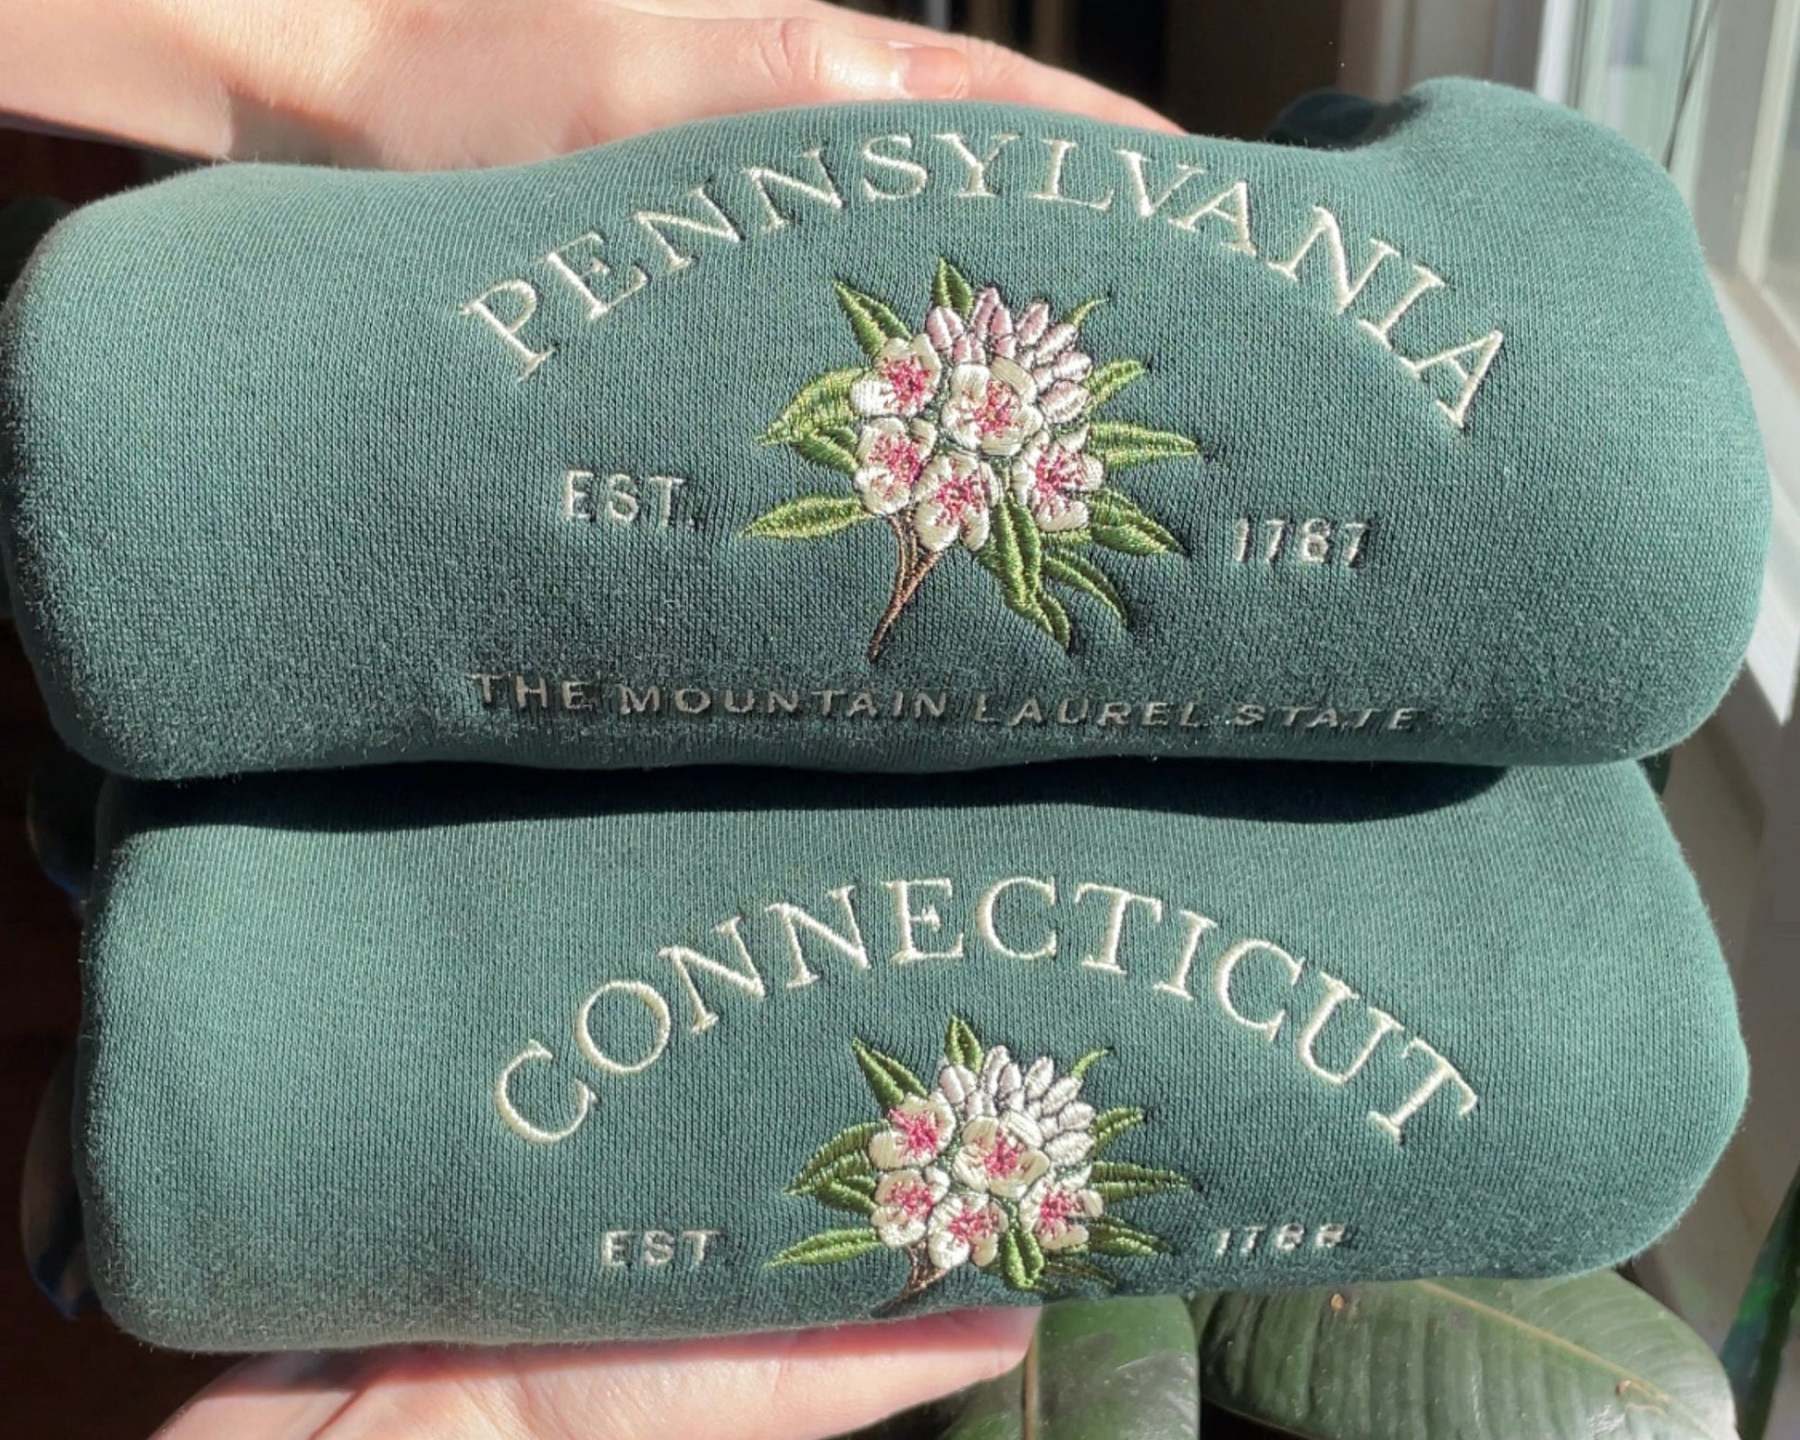 PENNSYLVANIA
EST. 1787
THE MOUNTAIN LAUREL STATE
CONNECTICUT
EST. 1788